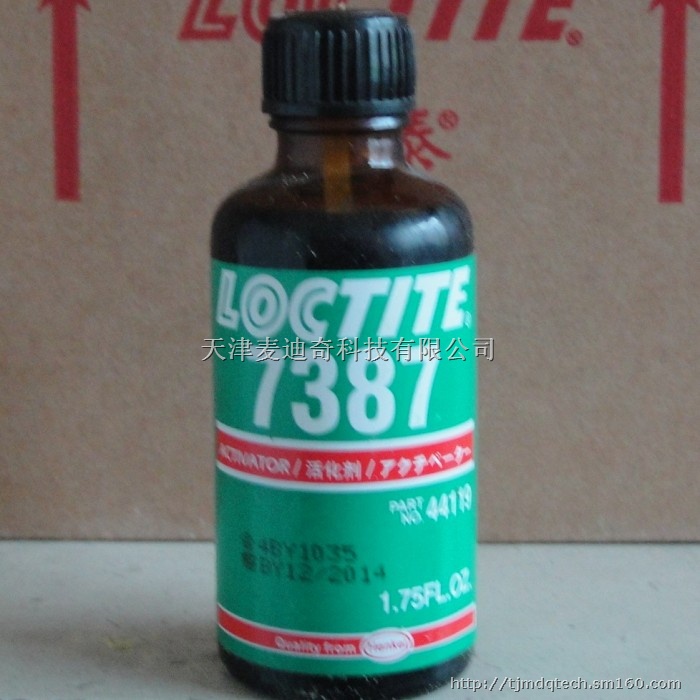 LOCTITE®
泰®
LOCTITE®
天津麦迪奇科技有限公司
7387
ACTIVATOR/活化剂/アクチベーター
PART NO. 44119
4BY1035
BY12/2014
1.75FL.OZ.
Quality from Henkel
http://tjmdqtech.sm160.com/